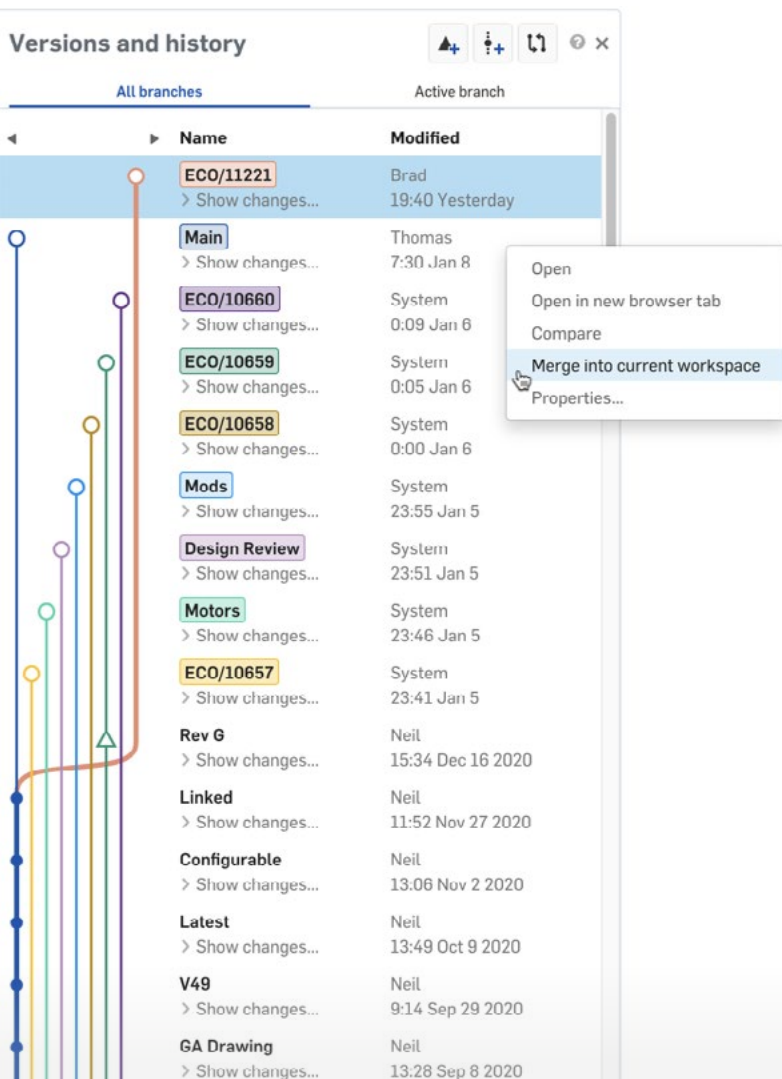 Versions and history
All branches Active branch
Name Modified
ECO/11221 Brad
Show changes... 19:40 Yesterday
Main Thomas
Show changes... 7:30 Jan 8
Open
ECO/10660 System
Open in new browser tab
Show changes... 0:09 Jan 6
Compare
ECO/10659 System
Merge into current workspace
Show changes... 0:05 Jan 6
Properties...
ECO/10658 System
Show changes... 0:00 Jan 6
Mods System
Show changes... 23:55 Jan 5
Design Review System
Show changes... 23:51 Jan 5
Motors System
Show changes... 23:46 Jan 5
ECO/10657 System
Show changes... 23:41 Jan 5
Rev G Neil
Show changes... 15:34 Dec 16 2020
Linked Neil
Show changes... 11:52 Nov 27 2020
Configurable Neil
Show changes... 13:06 Nov 2 2020
Latest Neil
Show changes... 13:49 Oct 9 2020
V49 Neil
Show changes... 9:14 Sep 29 2020
GA Drawing Neil
Show changes... 13:28 Sep 8 2020